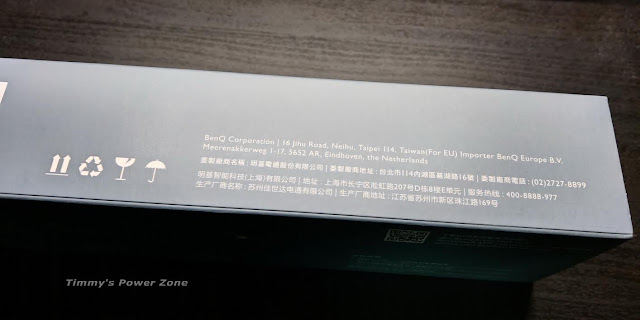 BenQ Corporation | 16 Jihu Road, Neihu, Taipei 114, Taiwan(For EU) Importer BenQ Europe B.V.
Meerenakkerweg 1-17, 5652 AR, Eindhoven, the Netherlands
委製廠商名稱：明基電通股份有限公司 | 委製廠商地址：台北市114內湖區基湖路16號 | 委製廠商電話：(02)2727-8899
明基智能科技(上海)有限公司 | 地址：上海市长宁区淞虹路207号D栋8楼E单元 | 服务热线：400-8888-977
生产厂商名称：苏州佳世达电通有限公司 | 生产厂商地址：江苏省苏州市新区珠江路169号
Timmy's Power Zone